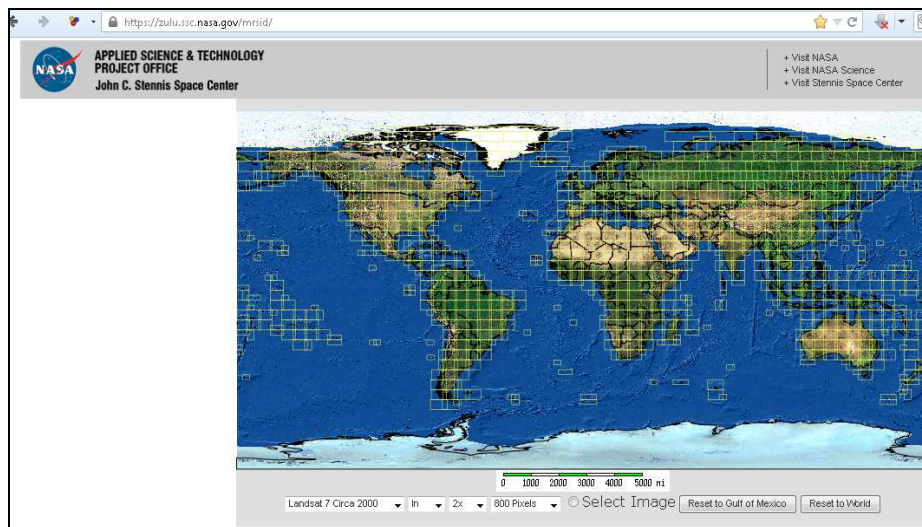 https://zulu.ssc.nasa.gov/mrsid/
NASA
APPLIED SCIENCE & TECHNOLOGY
PROJECT OFFICE
John C. Stennis Space Center
+ Visit NASA
+ Visit NASA Science
+ Visit Stennis Space Center
0 1000 2000 3000 4000 5000 mi
Landsat 7 Circa 2000 In 2x 800 Pixels Select Image Reset to Gulf of Mexico Reset to World